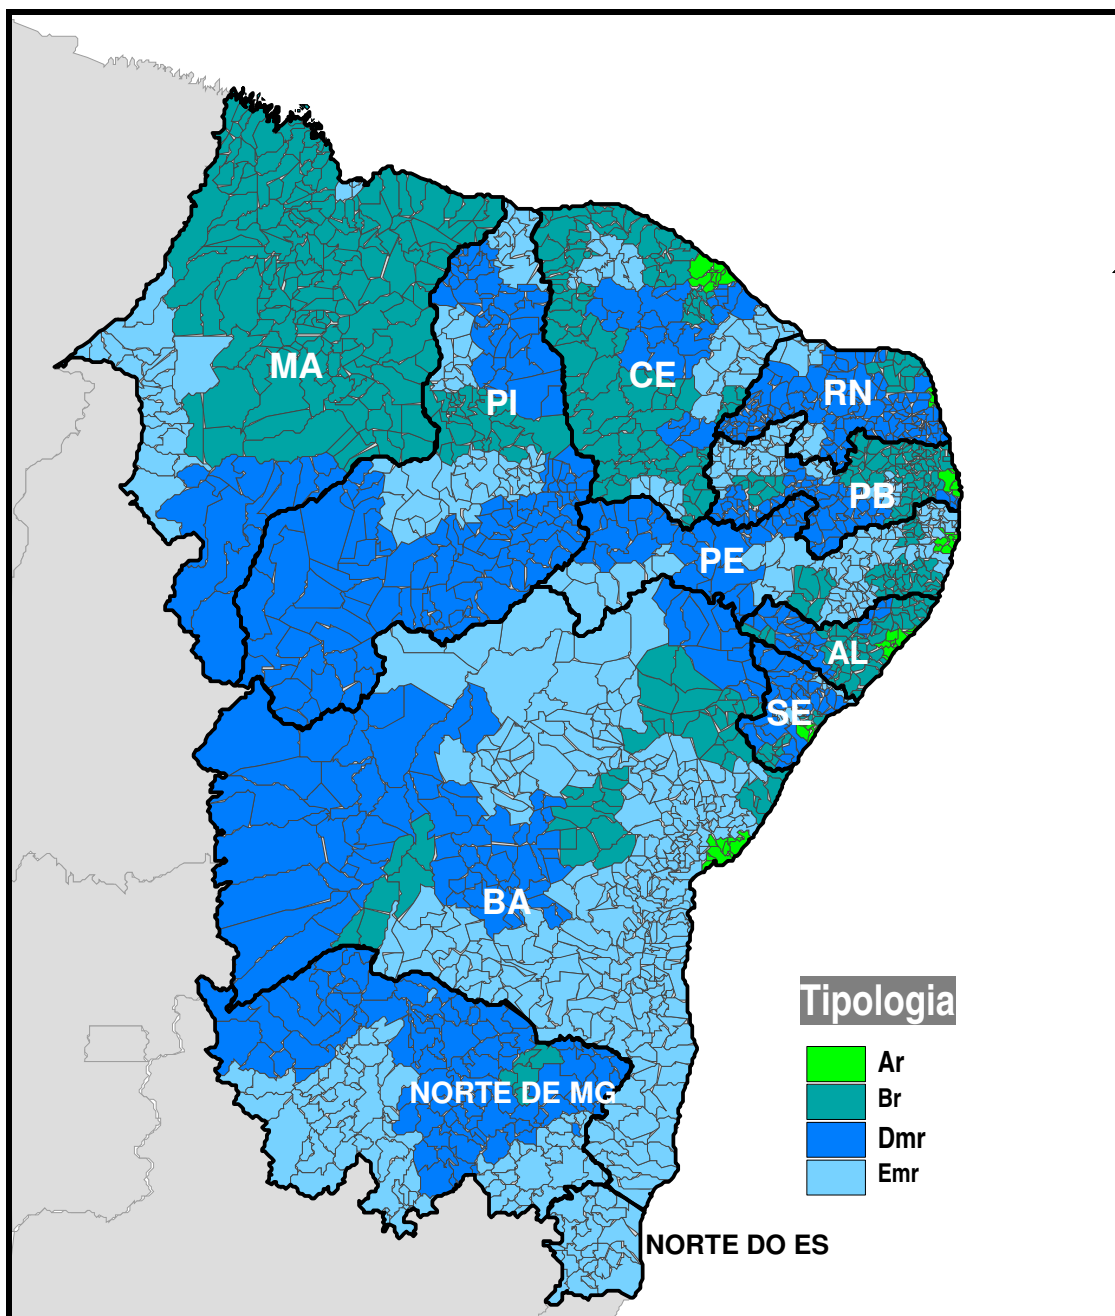 MA
PI
CE
RN
PB
PE
AL
SE
BA
NORTE DE MG
NORTE DO ES
Tipologia
Ar
Br
Dmr
Emr